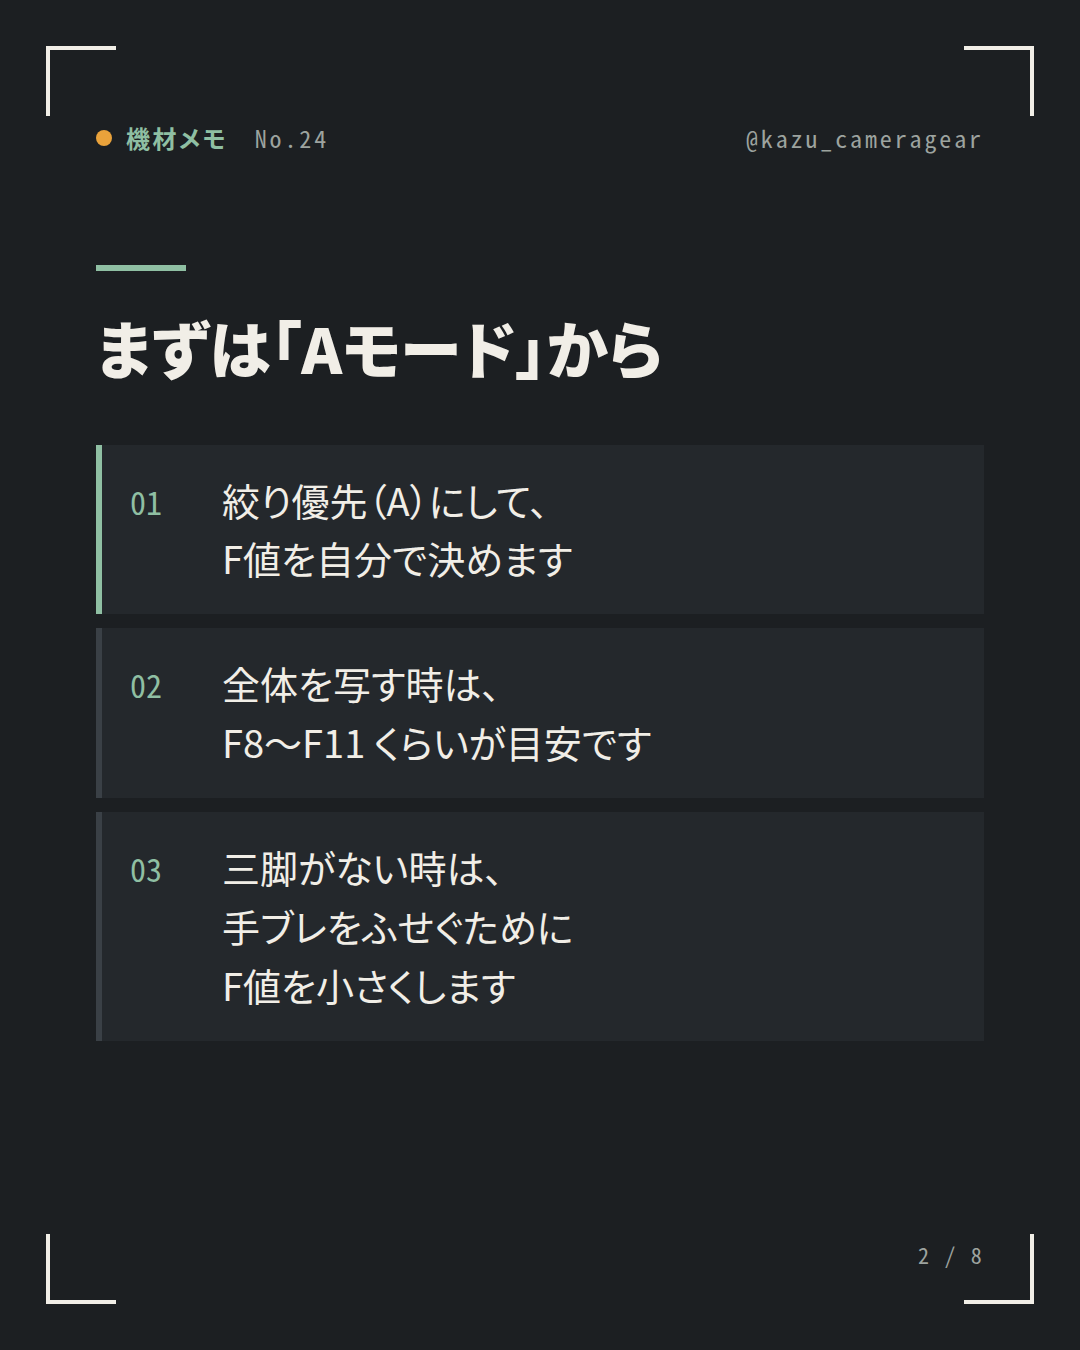 機材メモ No.24
@kazu_cameragear
まずは「Aモード」から
01 絞り優先（A）にして、
F値を自分で決めます
02 全体を写す時は、
F8〜F11くらいが目安です
03 三脚がない時は、
手ブレをふせぐために
F値を小さくします
2 / 8